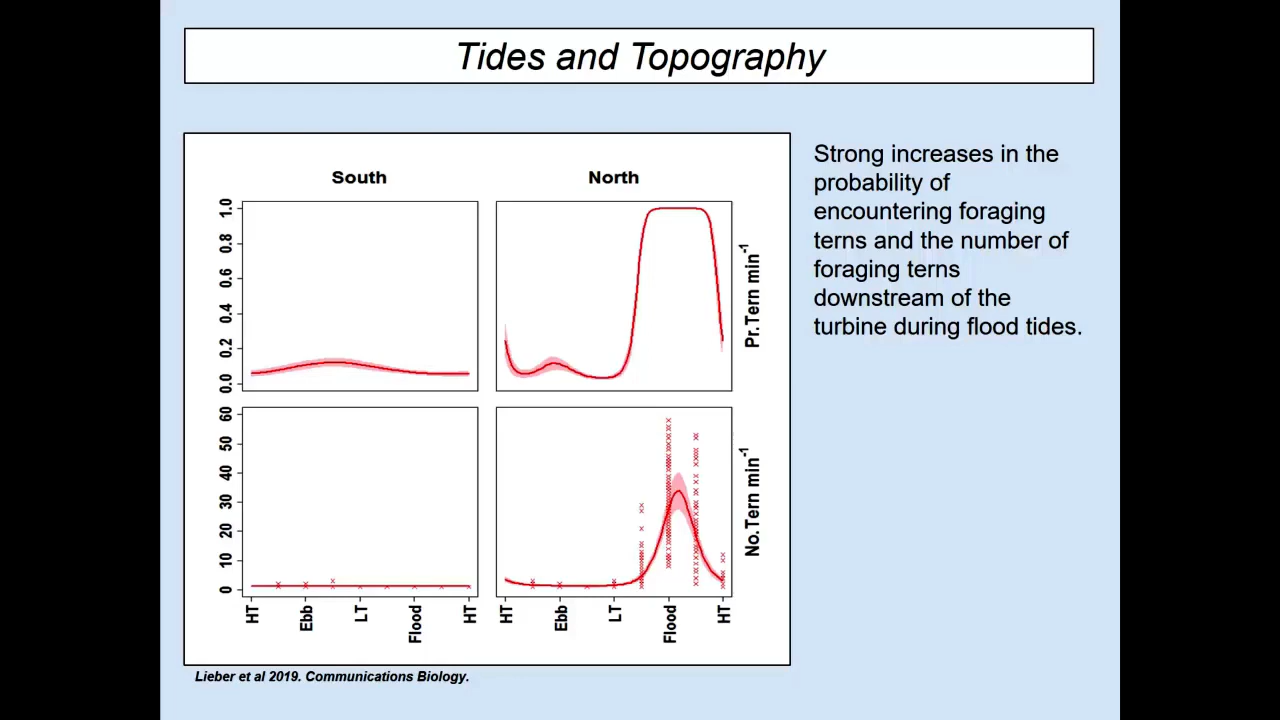 Tides and Topography
South
North
1.0
0.8
0.6
0.4
0.2
0.0
Pr.Tern min-1
60
50
40
30
20
10
0
No.Tern min-1
HT
Ebb
LT
Flood
HT
HT
Ebb
LT
Flood
HT
Strong increases in the
probability of
encountering foraging
terns and the number of
foraging terns
downstream of the
turbine during flood tides.
Lieber et al 2019. Communications Biology.